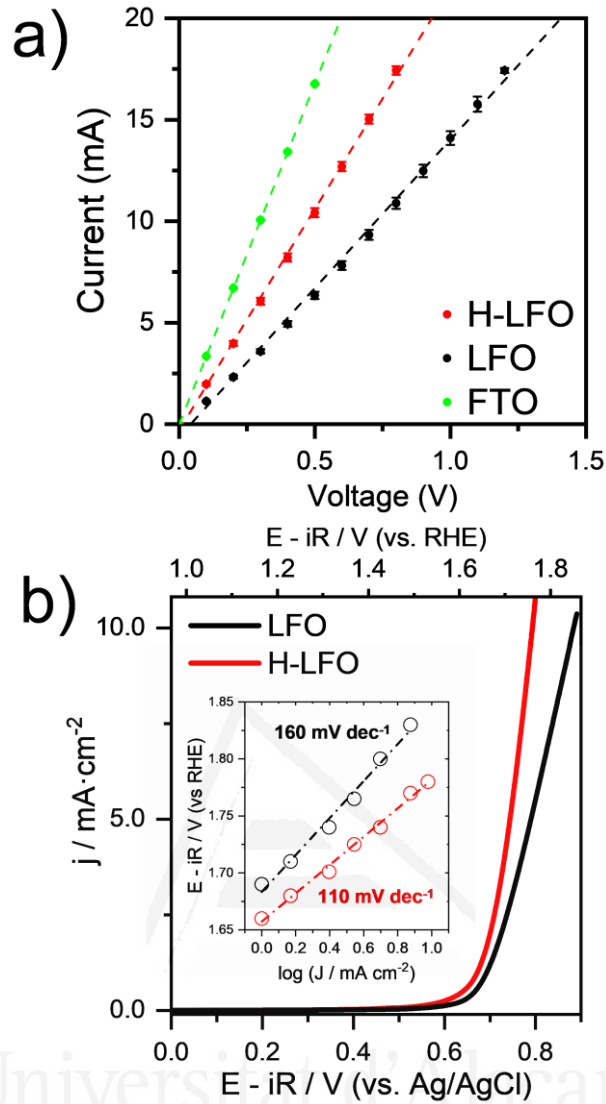 a)
20
15
10
5
0
Current (mA)
H-LFO
LFO
FTO
0.0 0.5 1.0 1.5
Voltage (V)
E - iR / V (vs. RHE)
1.0 1.2 1.4 1.6 1.8
b)
LFO
H-LFO
10.0
5.0
0.0
j / mA·cm⁻²
1.85
1.80
1.75
1.70
1.65
E - iR / V (vs RHE)
160 mV dec⁻¹
110 mV dec⁻¹
0.0 0.2 0.4 0.6 0.8 1.0
log (J / mA cm⁻²)
0.0 0.2 0.4 0.6 0.8
E - iR / V (vs. Ag/AgCl)